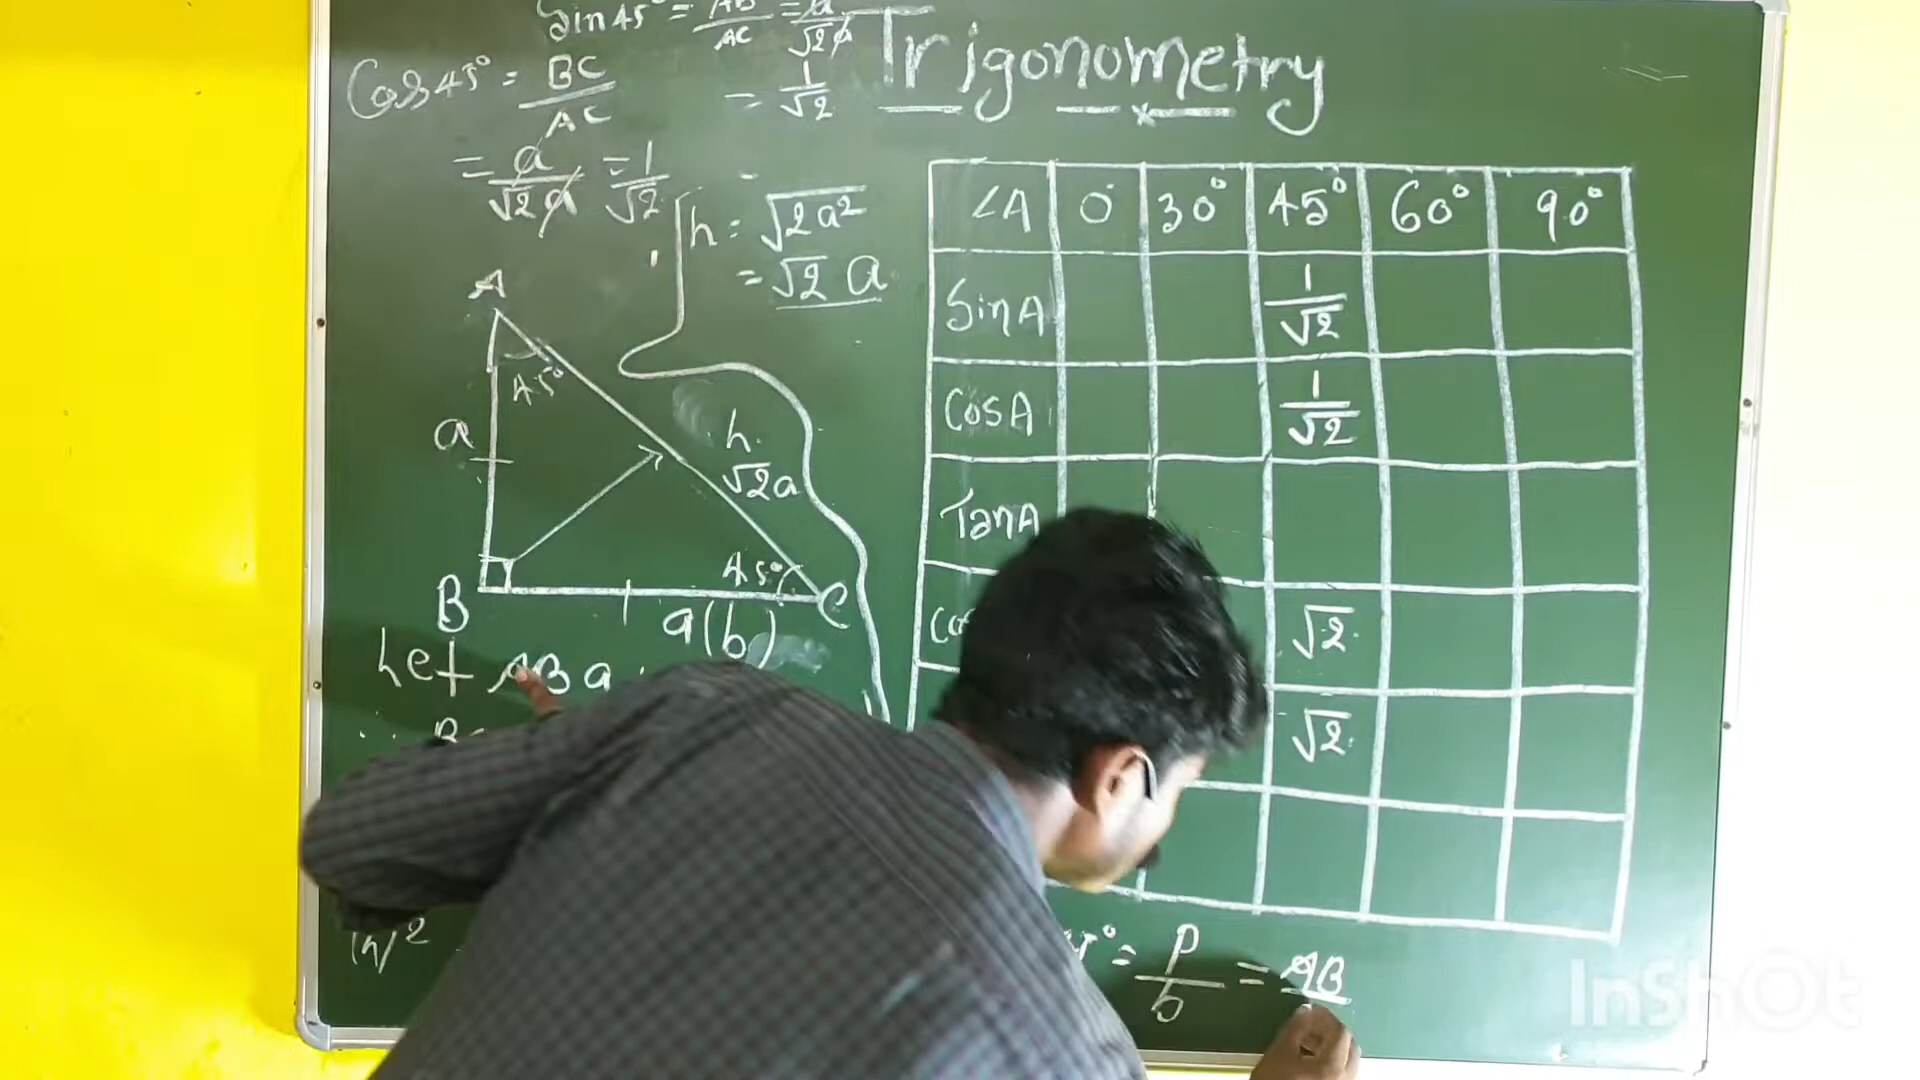 Sin45° = AB/AC = a/√2a
Trigonometry
Cos45° = BC/AC
= 1/√2
= a/√2a = 1/√2
h = √2a²
= √2 a
A
45°
a
h
√2a
45°
B
C
a(b)
Let AB a
∠A 0 30° 45° 60° 90°
SinA 1/√2
CosA 1/√2
TanA
√2
√2
(h)²
= P/b = AB
InShOt